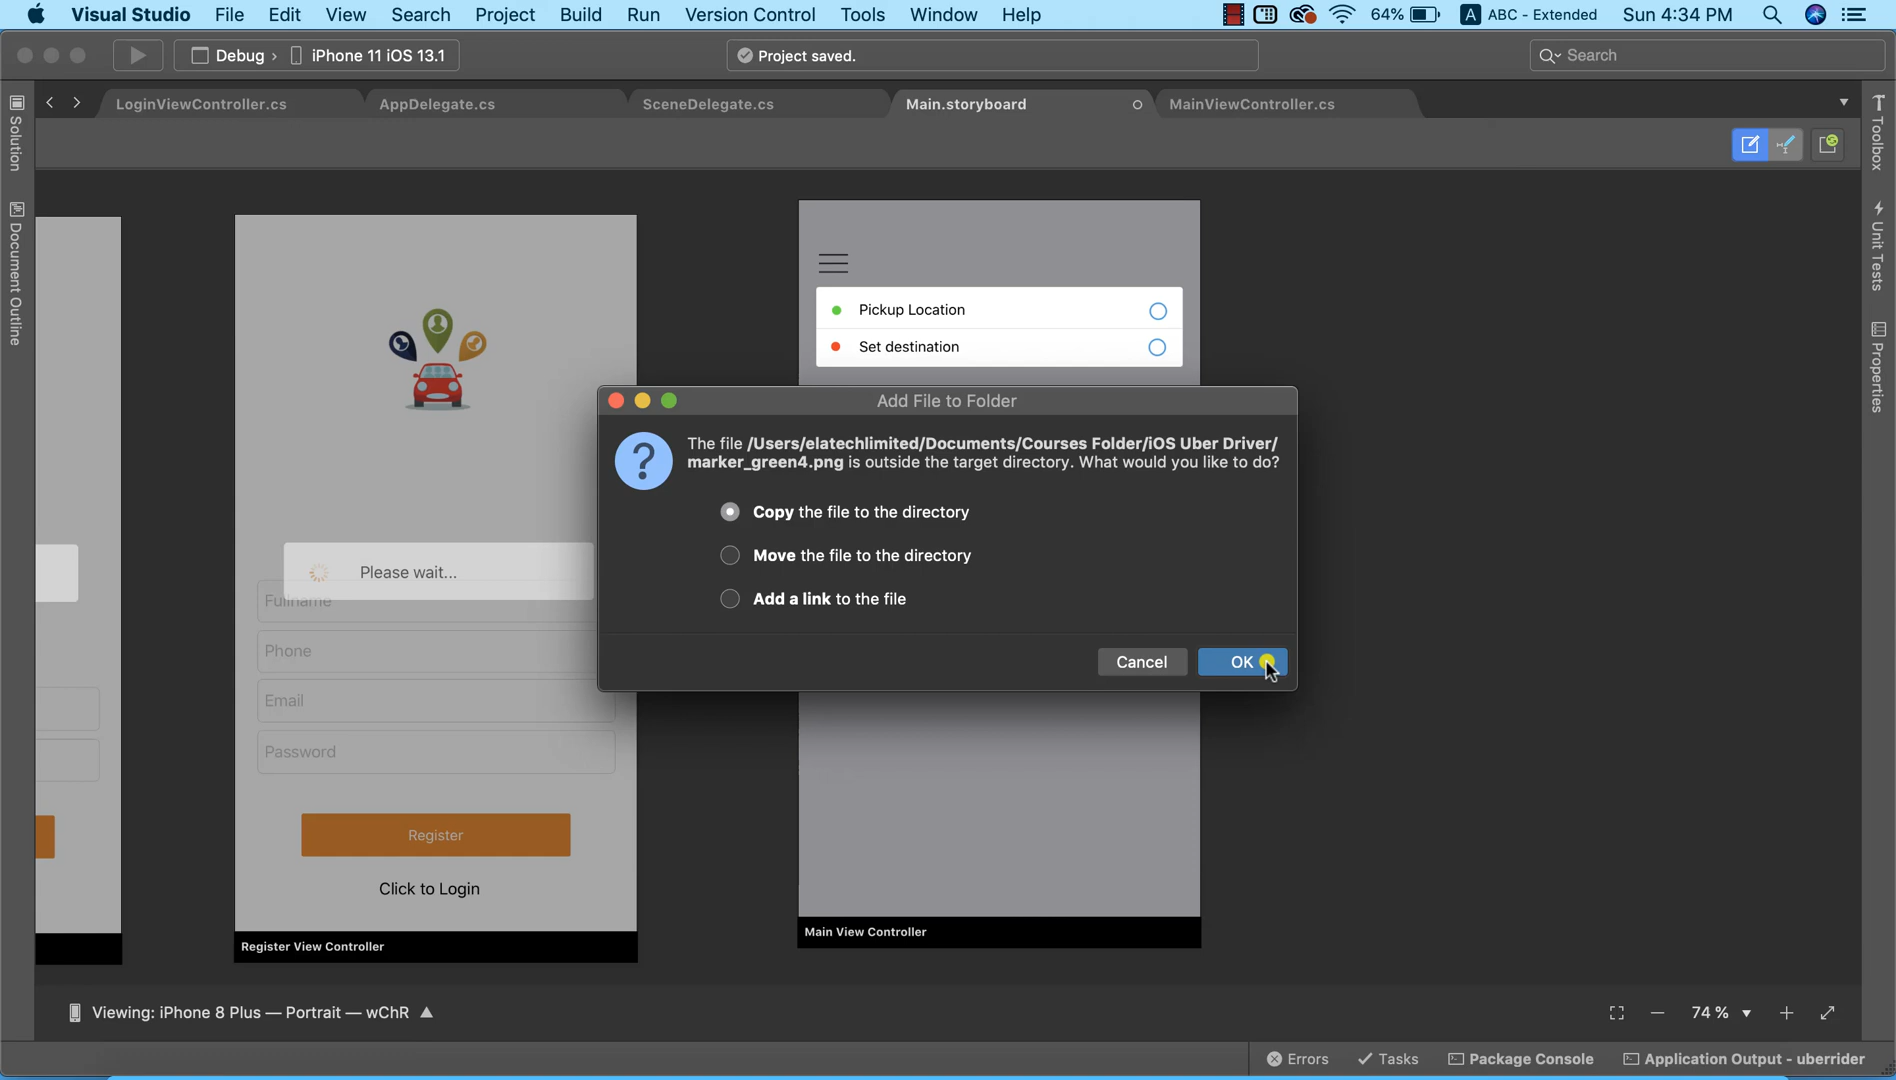 Visual Studio File Edit View Search Project Build Run Version Control Tools Window Help 64% A ABC - Extended Sun 4:34 PM
Debug › iPhone 11 iOS 13.1 Project saved. Search
LoginViewController.cs AppDelegate.cs SceneDelegate.cs Main.storyboard MainViewController.cs
Solution
Document Outline
Toolbox
Unit Tests
Properties
Pickup Location
Set destination
Add File to Folder
The file /Users/elatechlimited/Documents/Courses Folder/iOS Uber Driver/
marker_green4.png is outside the target directory. What would you like to do?
Copy the file to the directory
Move the file to the directory
Add a link to the file
Cancel OK
Please wait...
Fullname
Phone
Email
Password
Register
Click to Login
Register View Controller
Main View Controller
Viewing: iPhone 8 Plus — Portrait — wChR 74 %
Errors Tasks Package Console Application Output - uberrider